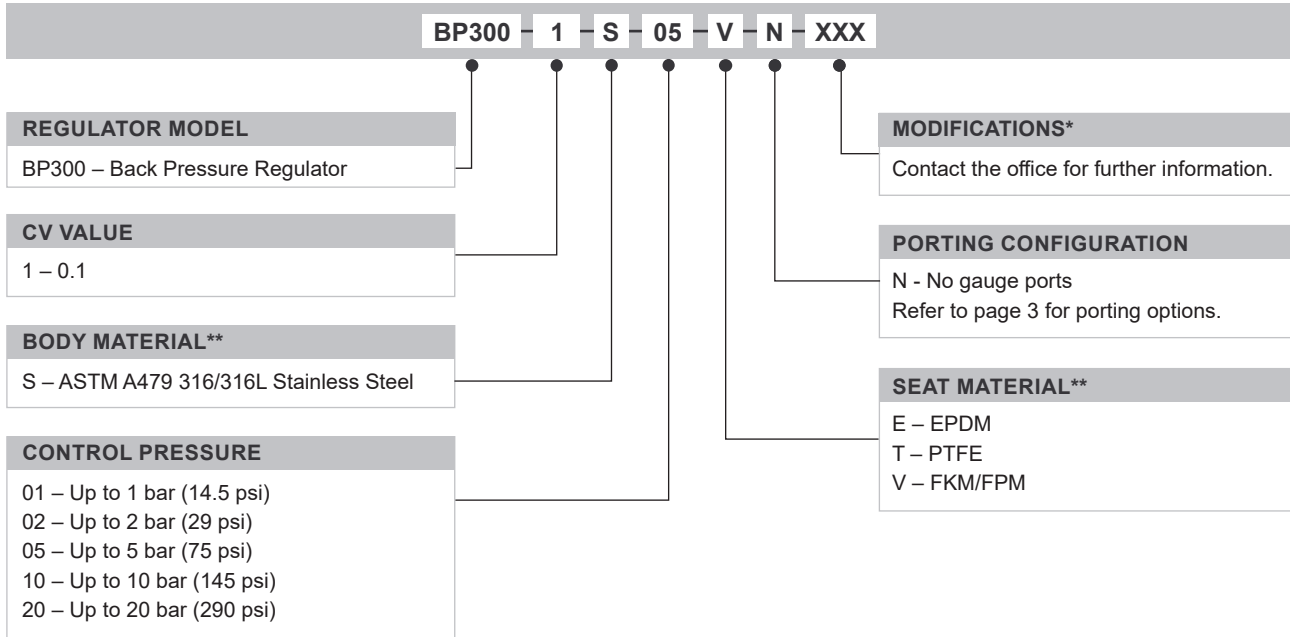 BP300 1 S 05 V N XXX
REGULATOR MODEL
BP300 – Back Pressure Regulator
CV VALUE
1 – 0.1
BODY MATERIAL**
S – ASTM A479 316/316L Stainless Steel
CONTROL PRESSURE
01 – Up to 1 bar (14.5 psi)
02 – Up to 2 bar (29 psi)
05 – Up to 5 bar (75 psi)
10 – Up to 10 bar (145 psi)
20 – Up to 20 bar (290 psi)
MODIFICATIONS*
Contact the office for further information.
PORTING CONFIGURATION
N - No gauge ports
Refer to page 3 for porting options.
SEAT MATERIAL**
E – EPDM
T – PTFE
V – FKM/FPM